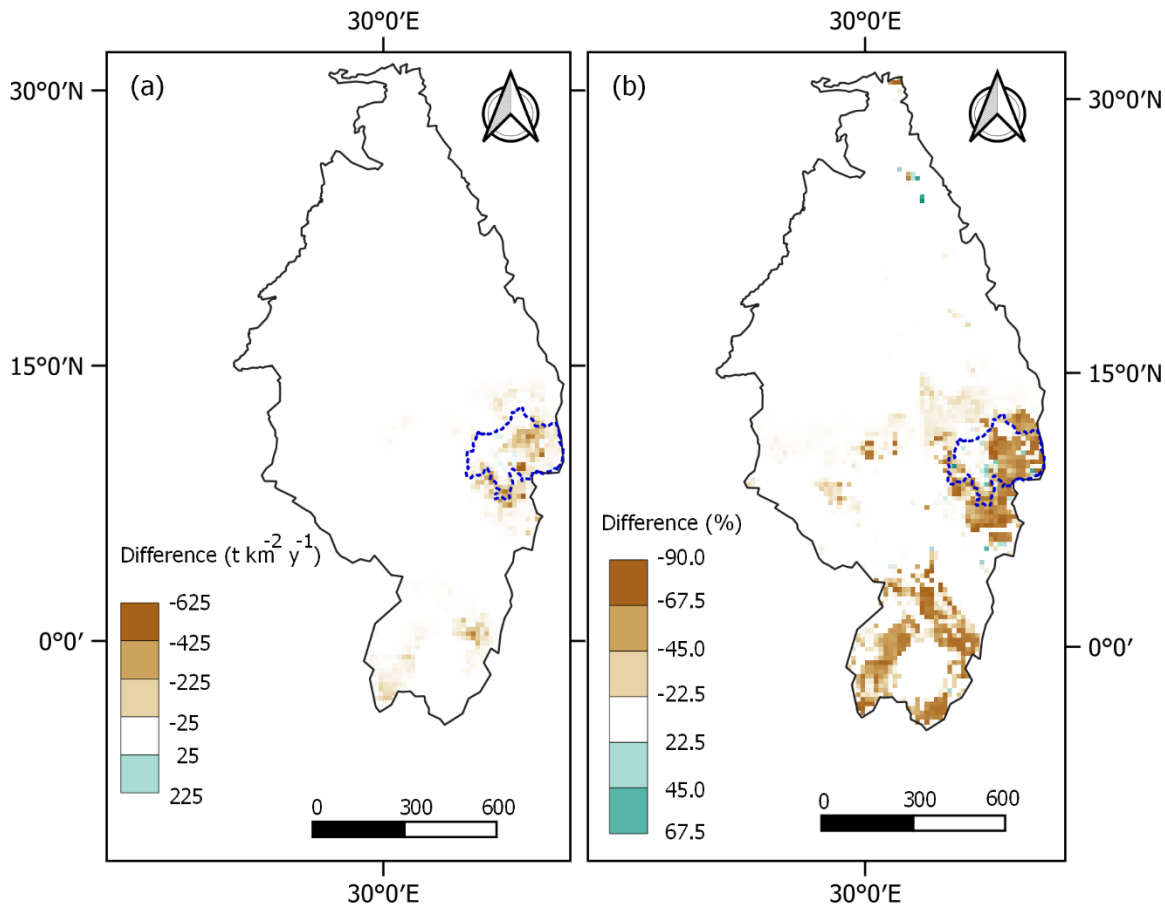 30°0′E
30°0′E
(a)
(b)
30°0′N
30°0′N
15°0′N
15°0′N
0°0′
0°0′
Difference (t km⁻² y⁻¹)
-625
-425
-225
-25
25
225
Difference (%)
-90.0
-67.5
-45.0
-22.5
22.5
45.0
67.5
0 300 600
0 300 600
30°0′E
30°0′E